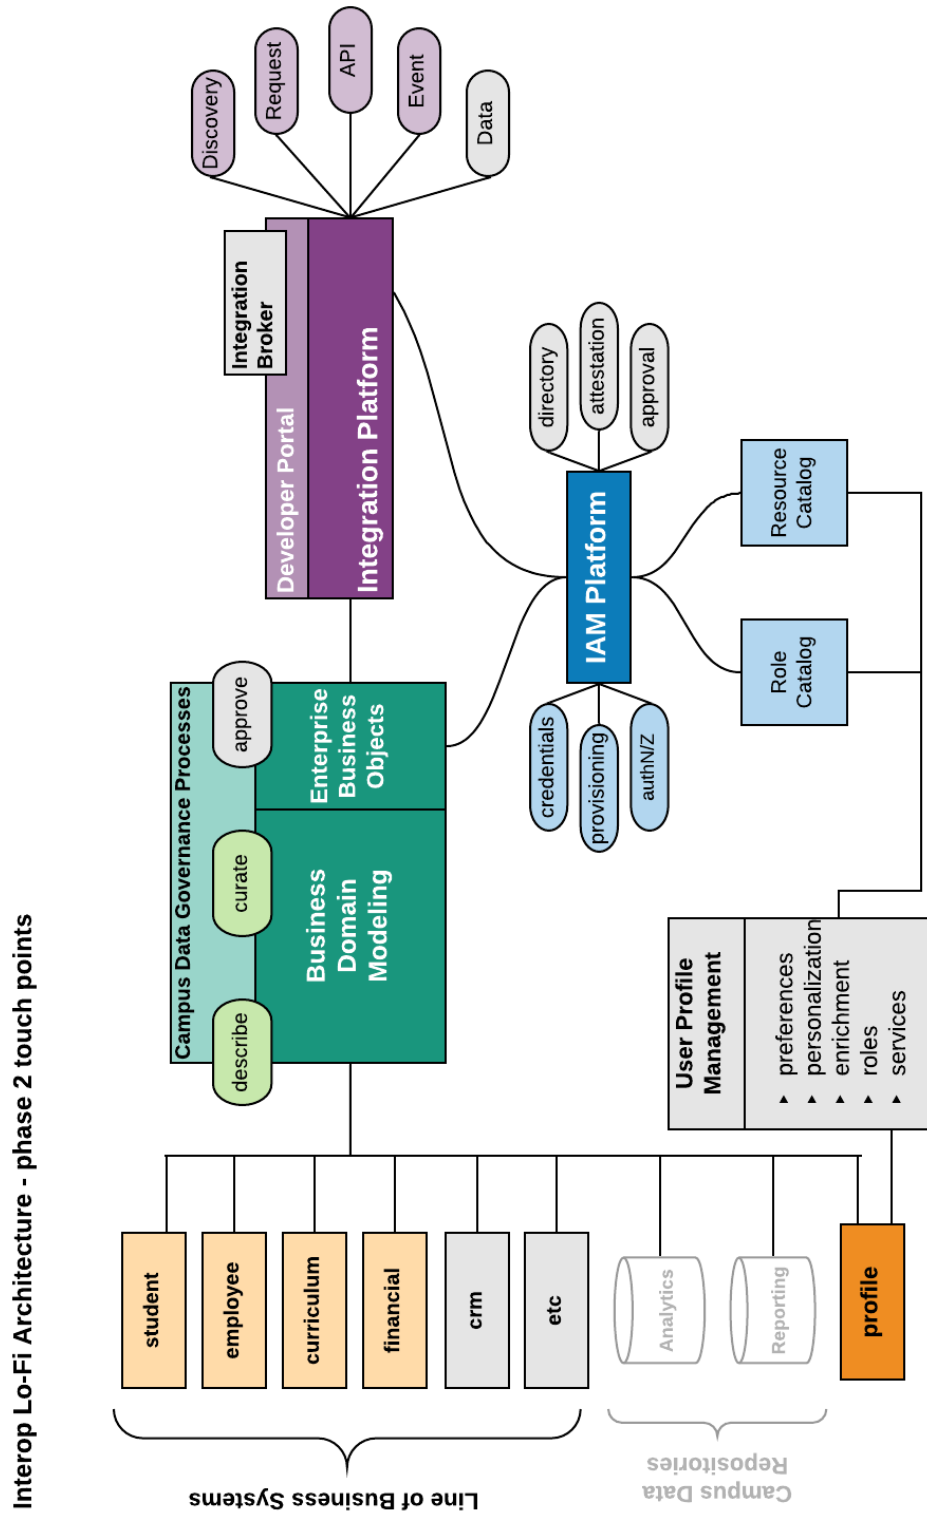 Interop Lo-Fi Architecture - phase 2 touch points
Line of Business Systems
student
employee
curriculum
financial
crm
etc
Campus Data
Repositories
Analytics
Reporting
profile
Campus Data Governance Processes
describe
curate
approve
Business
Domain
Modeling
Enterprise
Business
Objects
User Profile
Management
▸ preferences
▸ personalization
▸ enrichment
▸ roles
▸ services
Integration
Broker
Developer Portal
Integration Platform
Discovery
Request
API
Event
Data
IAM Platform
credentials
provisioning
authN/Z
directory
attestation
approval
Role
Catalog
Resource
Catalog